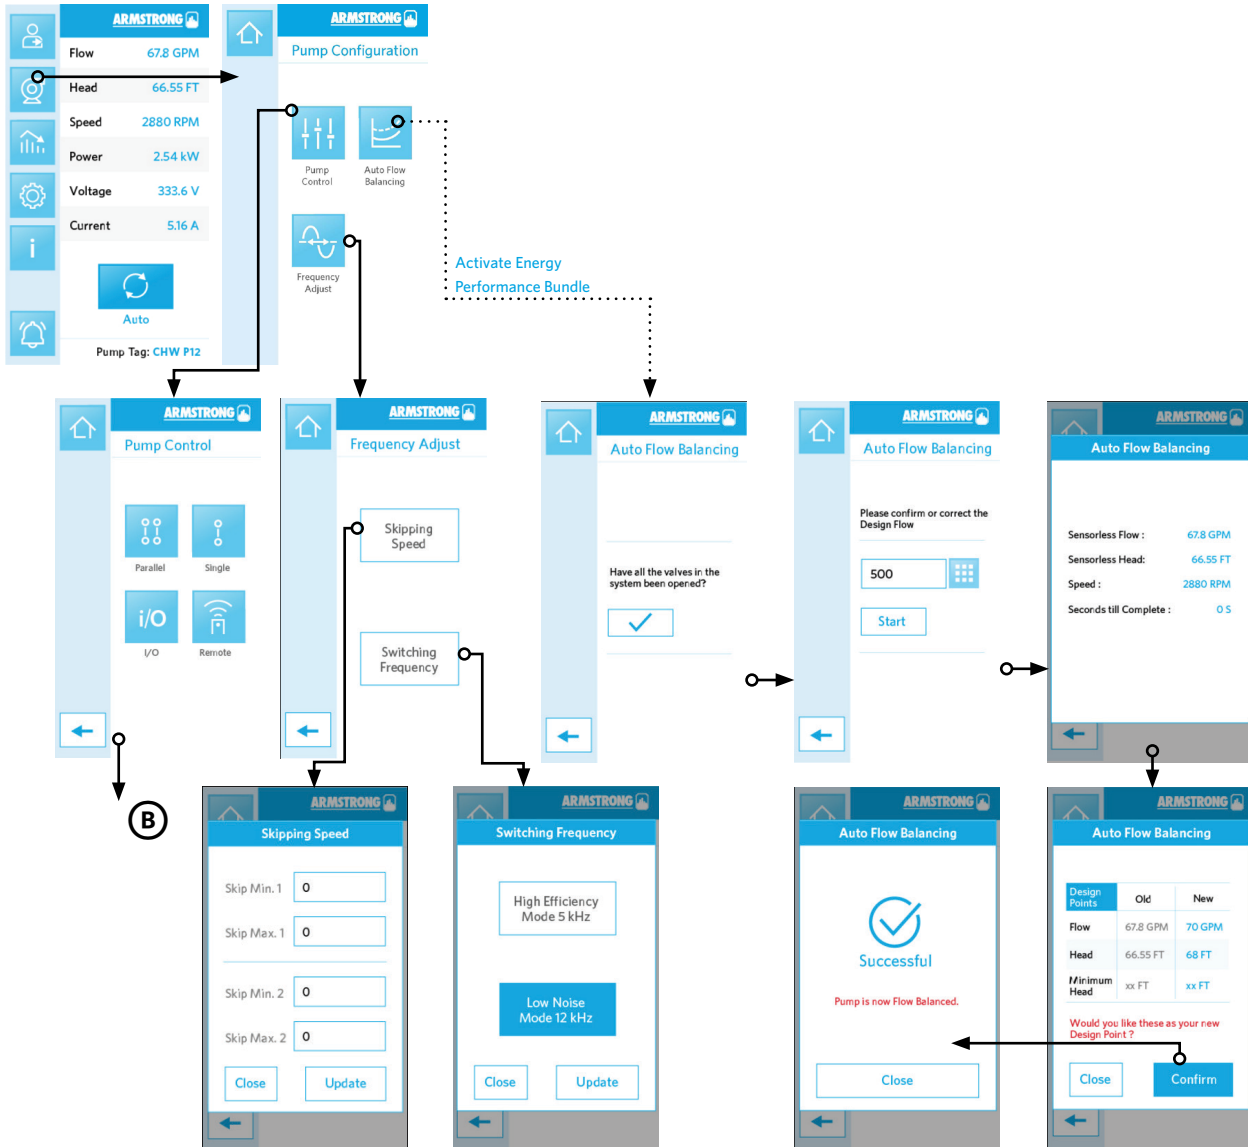 ARMSTRONG
Flow 67.8 GPM
Head 66.55 FT
Speed 2880 RPM
Power 2.54 kW
Voltage 333.6 V
Current 5.16 A
i
Auto
Pump Tag: CHW P12
ARMSTRONG
Pump Configuration
Pump
Control
Auto Flow
Balancing
Frequency
Adjust
Activate Energy
Performance Bundle
ARMSTRONG
Pump Control
Parallel
Single
i/O
I/O
Remote
B
ARMSTRONG
Frequency Adjust
Skipping
Speed
Switching
Frequency
ARMSTRONG
Auto Flow Balancing
Have all the valves in the
system been opened?
ARMSTRONG
Auto Flow Balancing
Please confirm or correct the
Design Flow
500
Start
ARMSTRONG
Auto Flow Balancing
Sensorless Flow : 67.8 GPM
Sensorless Head: 66.55 FT
Speed : 2880 RPM
Seconds till Complete : 0 S
ARMSTRONG
Skipping Speed
Skip Min. 1 0
Skip Max. 1 0
Skip Min. 2 0
Skip Max. 2 0
Close Update
ARMSTRONG
Switching Frequency
High Efficiency
Mode 5 kHz
Low Noise
Mode 12 kHz
Close Update
ARMSTRONG
Auto Flow Balancing
Successful
Pump is now Flow Balanced.
Close
ARMSTRONG
Auto Flow Balancing
Design
Points
Old New
Flow 67.8 GPM 70 GPM
Head 66.55 FT 68 FT
Minimum
Head
xx FT xx FT
Would you like these as your new
Design Point ?
Close Confirm